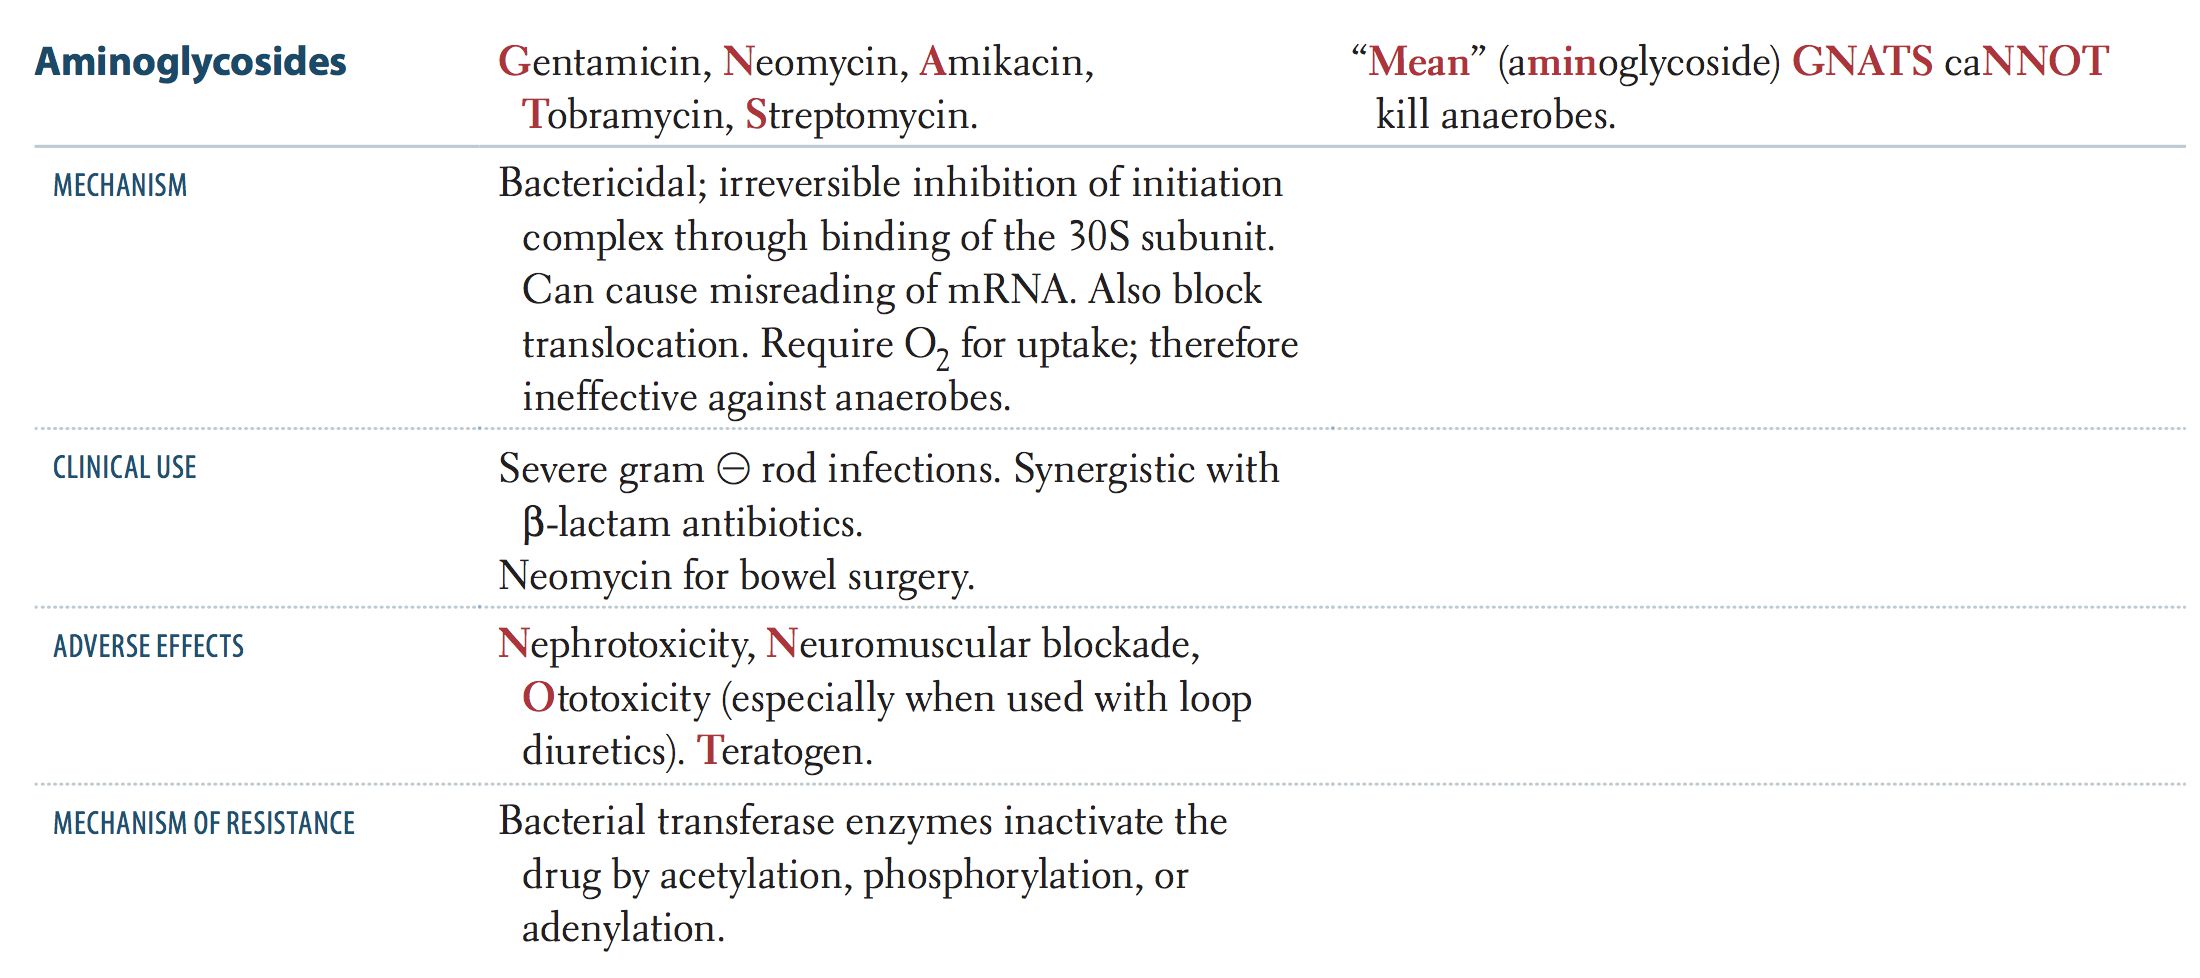 Aminoglycosides
Gentamicin, Neomycin, Amikacin,
Tobramycin, Streptomycin.
“Mean” (aminoglycoside) GNATS caNNOT
kill anaerobes.
MECHANISM
Bactericidal; irreversible inhibition of initiation
complex through binding of the 30S subunit.
Can cause misreading of mRNA. Also block
translocation. Require O₂ for uptake; therefore
ineffective against anaerobes.
CLINICAL USE
Severe gram ⊖ rod infections. Synergistic with
β-lactam antibiotics.
Neomycin for bowel surgery.
ADVERSE EFFECTS
Nephrotoxicity, Neuromuscular blockade,
Ototoxicity (especially when used with loop
diuretics). Teratogen.
MECHANISM OF RESISTANCE
Bacterial transferase enzymes inactivate the
drug by acetylation, phosphorylation, or
adenylation.